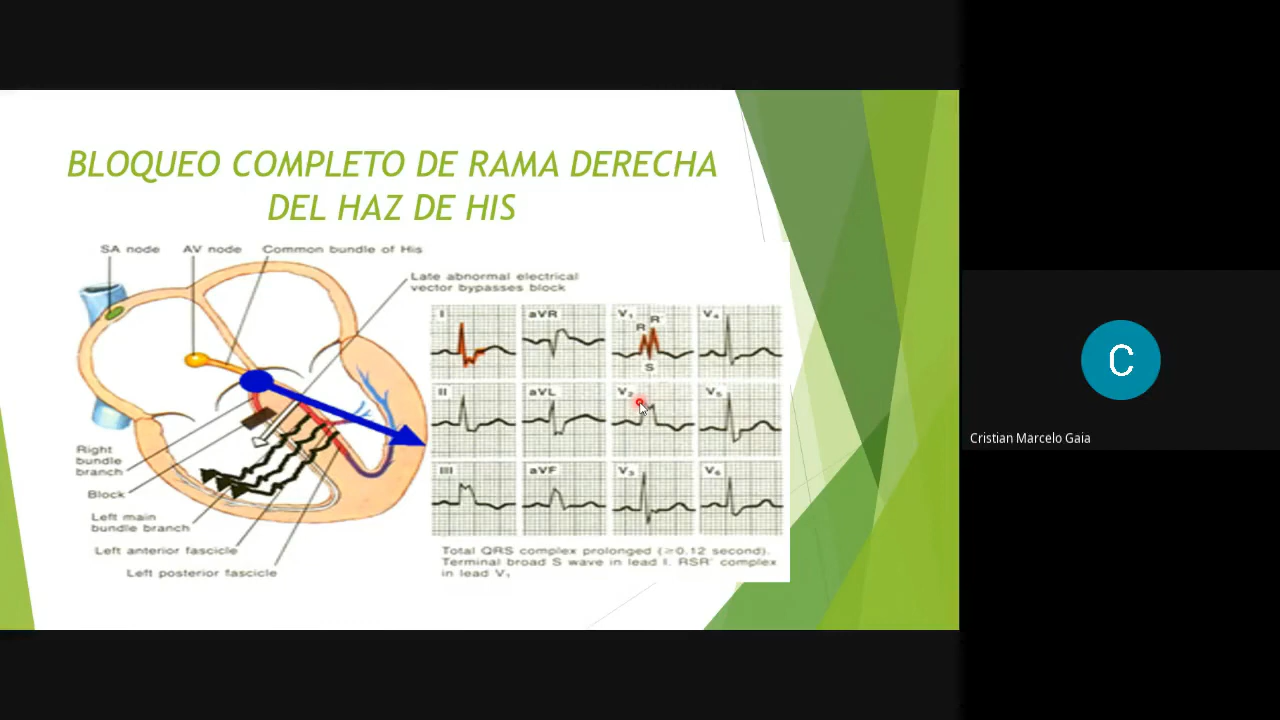 BLOQUEO COMPLETO DE RAMA DERECHA
DEL HAZ DE HIS
SA node
AV node
Common bundle of His
Late abnormal electrical
vector bypasses block
I
aVR
V₁
R
R'
S
V₄
II
aVL
V₂
V₅
III
aVF
V₃
V₆
Right
bundle
branch
Block
Left main
bundle branch
Left anterior fascicle
Left posterior fascicle
Total QRS complex prolonged (≥0.12 second).
Terminal broad S wave in lead I. RSR' complex
in lead V₁
C
Cristian Marcelo Gaia